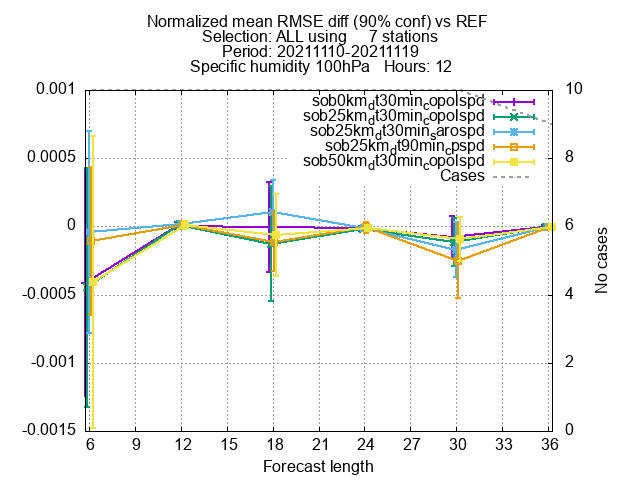 Normalized mean RMSE diff (90% conf) vs REF
Selection: ALL using 7 stations
Period: 20211110-20211119
Specific humidity 100hPa Hours: 12
sob0km_dt30min_copolspd
sob25km_dt30min_copolspd
sob25km_dt30min_sarospd
sob25km_dt90min_cpspd
sob50km_dt30min_copolspd
Cases
0.001
0.0005
0
-0.0005
-0.001
-0.0015
10
8
6
4
2
0
No cases
6 12 15 18 21 24 27 30 33 36
Forecast length